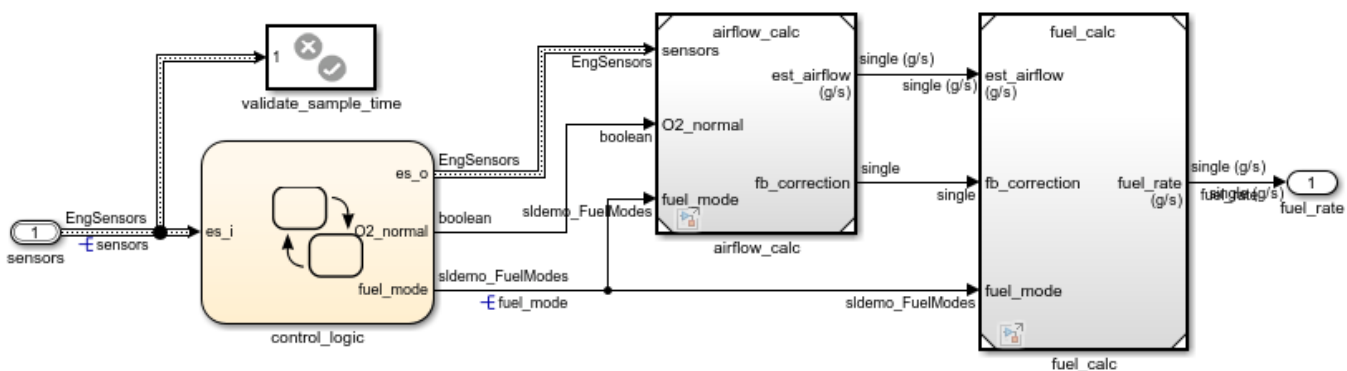 1
sensors
EngSensors
sensors
1
validate_sample_time
es_i
es_o
O2_normal
fuel_mode
control_logic
EngSensors
boolean
sldemo_FuelModes
fuel_mode
EngSensors
boolean
sldemo_FuelModes
airflow_calc
sensors
O2_normal
fuel_mode
est_airflow
(g/s)
fb_correction
airflow_calc
single (g/s)
single (g/s)
single
single
sldemo_FuelModes
fuel_calc
est_airflow
(g/s)
fb_correction
fuel_mode
fuel_rate
(g/s)
fuel_calc
single (g/s)
single (g/s)
fuel_rate
1
fuel_rate